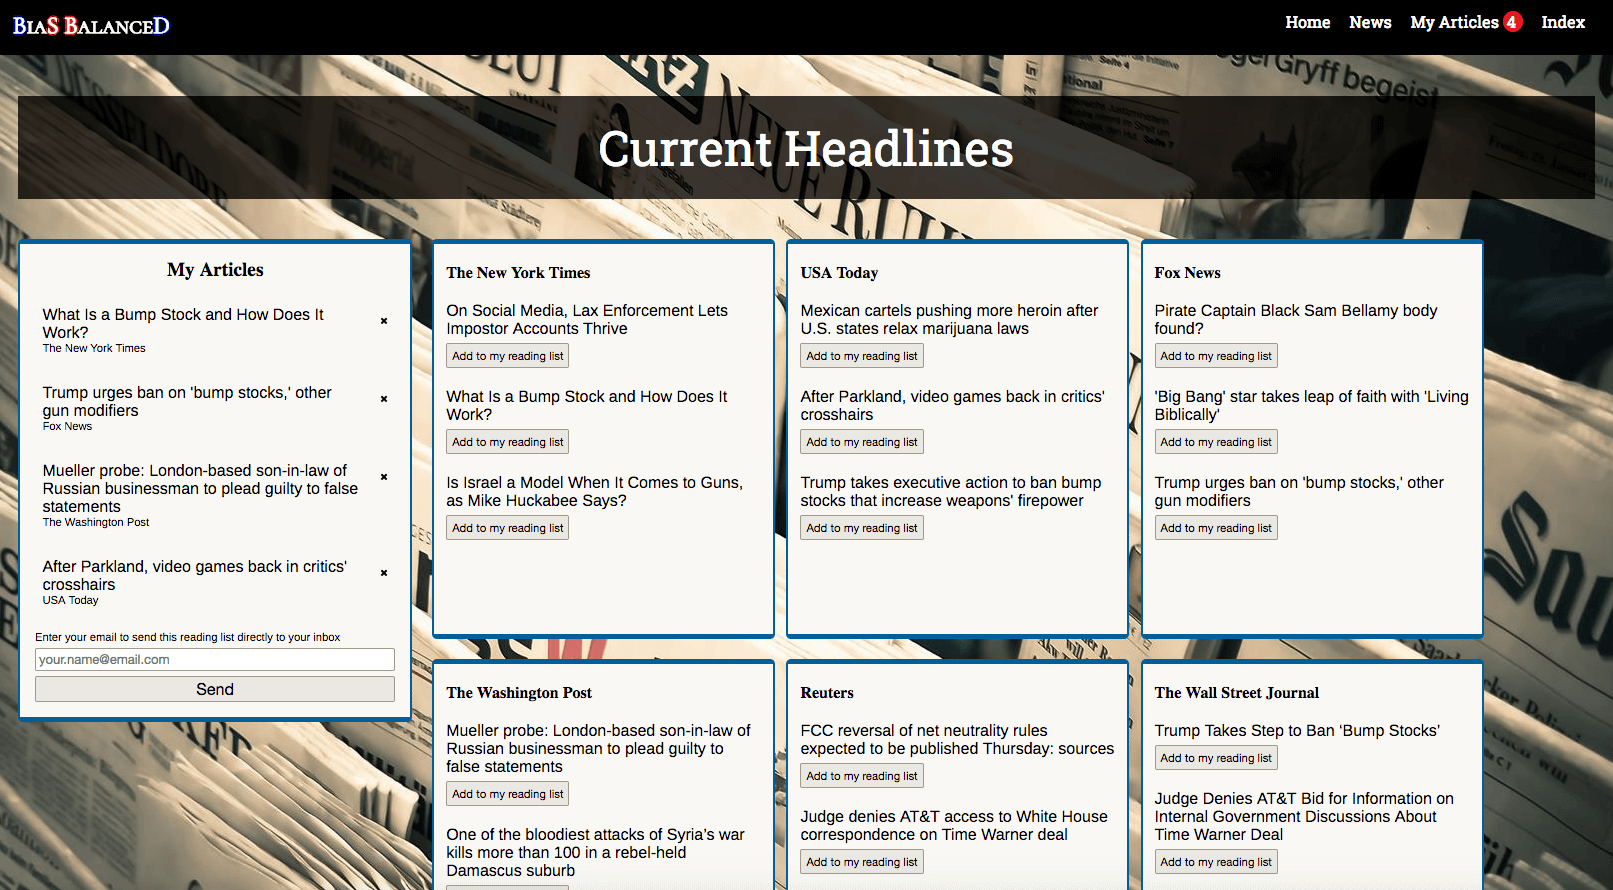 BiaS BalanceD
Home News My Articles 4 Index
Current Headlines
My Articles
What Is a Bump Stock and How Does It
Work?
The New York Times
Trump urges ban on 'bump stocks,' other
gun modifiers
Fox News
Mueller probe: London-based son-in-law of
Russian businessman to plead guilty to false
statements
The Washington Post
After Parkland, video games back in critics'
crosshairs
USA Today
Enter your email to send this reading list directly to your inbox
your.name@email.com
Send
The New York Times
On Social Media, Lax Enforcement Lets
Impostor Accounts Thrive
Add to my reading list
What Is a Bump Stock and How Does It
Work?
Add to my reading list
Is Israel a Model When It Comes to Guns,
as Mike Huckabee Says?
Add to my reading list
USA Today
Mexican cartels pushing more heroin after
U.S. states relax marijuana laws
Add to my reading list
After Parkland, video games back in critics'
crosshairs
Add to my reading list
Trump takes executive action to ban bump
stocks that increase weapons' firepower
Add to my reading list
Fox News
Pirate Captain Black Sam Bellamy body
found?
Add to my reading list
'Big Bang' star takes leap of faith with 'Living
Biblically'
Add to my reading list
Trump urges ban on 'bump stocks,' other
gun modifiers
Add to my reading list
The Washington Post
Mueller probe: London-based son-in-law of
Russian businessman to plead guilty to
false statements
Add to my reading list
One of the bloodiest attacks of Syria's war
kills more than 100 in a rebel-held
Damascus suburb
Reuters
FCC reversal of net neutrality rules
expected to be published Thursday: sources
Add to my reading list
Judge denies AT&T access to White House
correspondence on Time Warner deal
Add to my reading list
The Wall Street Journal
Trump Takes Step to Ban ‘Bump Stocks’
Add to my reading list
Judge Denies AT&T Bid for Information on
Internal Government Discussions About
Time Warner Deal
Add to my reading list